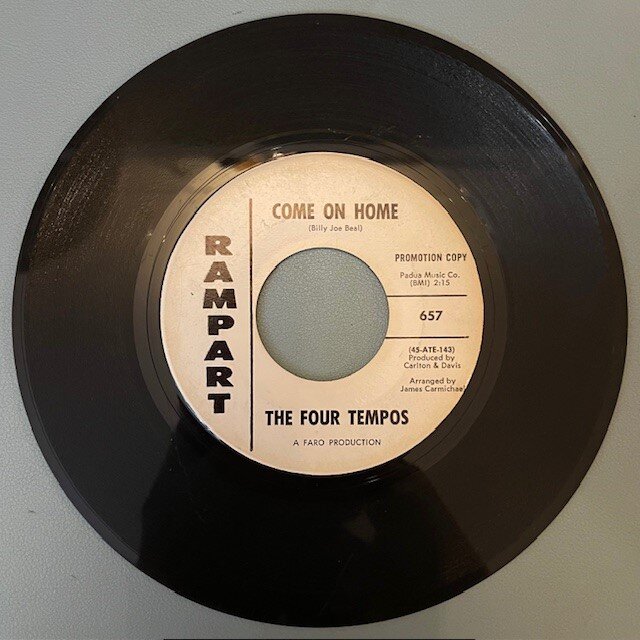 COME ON HOME
(Billy Joe Beal)
RAMPART
PROMOTION COPY
Padua Music Co.
(BMI) 2:15
657
(45-ATE-143)
Produced by
Carlton & Davis
Arranged by
James Carmichael
THE FOUR TEMPOS
A FARO PRODUCTION